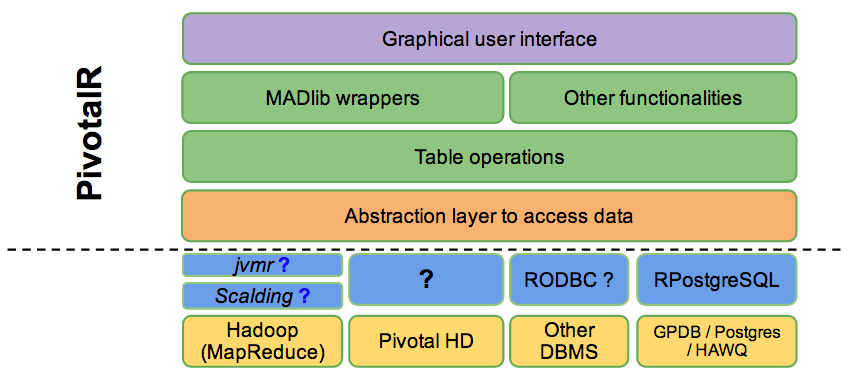 PivotalR
Graphical user interface
MADlib wrappers
Other functionalities
Table operations
Abstraction layer to access data
jvmr ?
Scalding ?
?
RODBC ?
RPostgreSQL
Hadoop
(MapReduce)
Pivotal HD
Other
DBMS
GPDB / Postgres
/ HAWQ